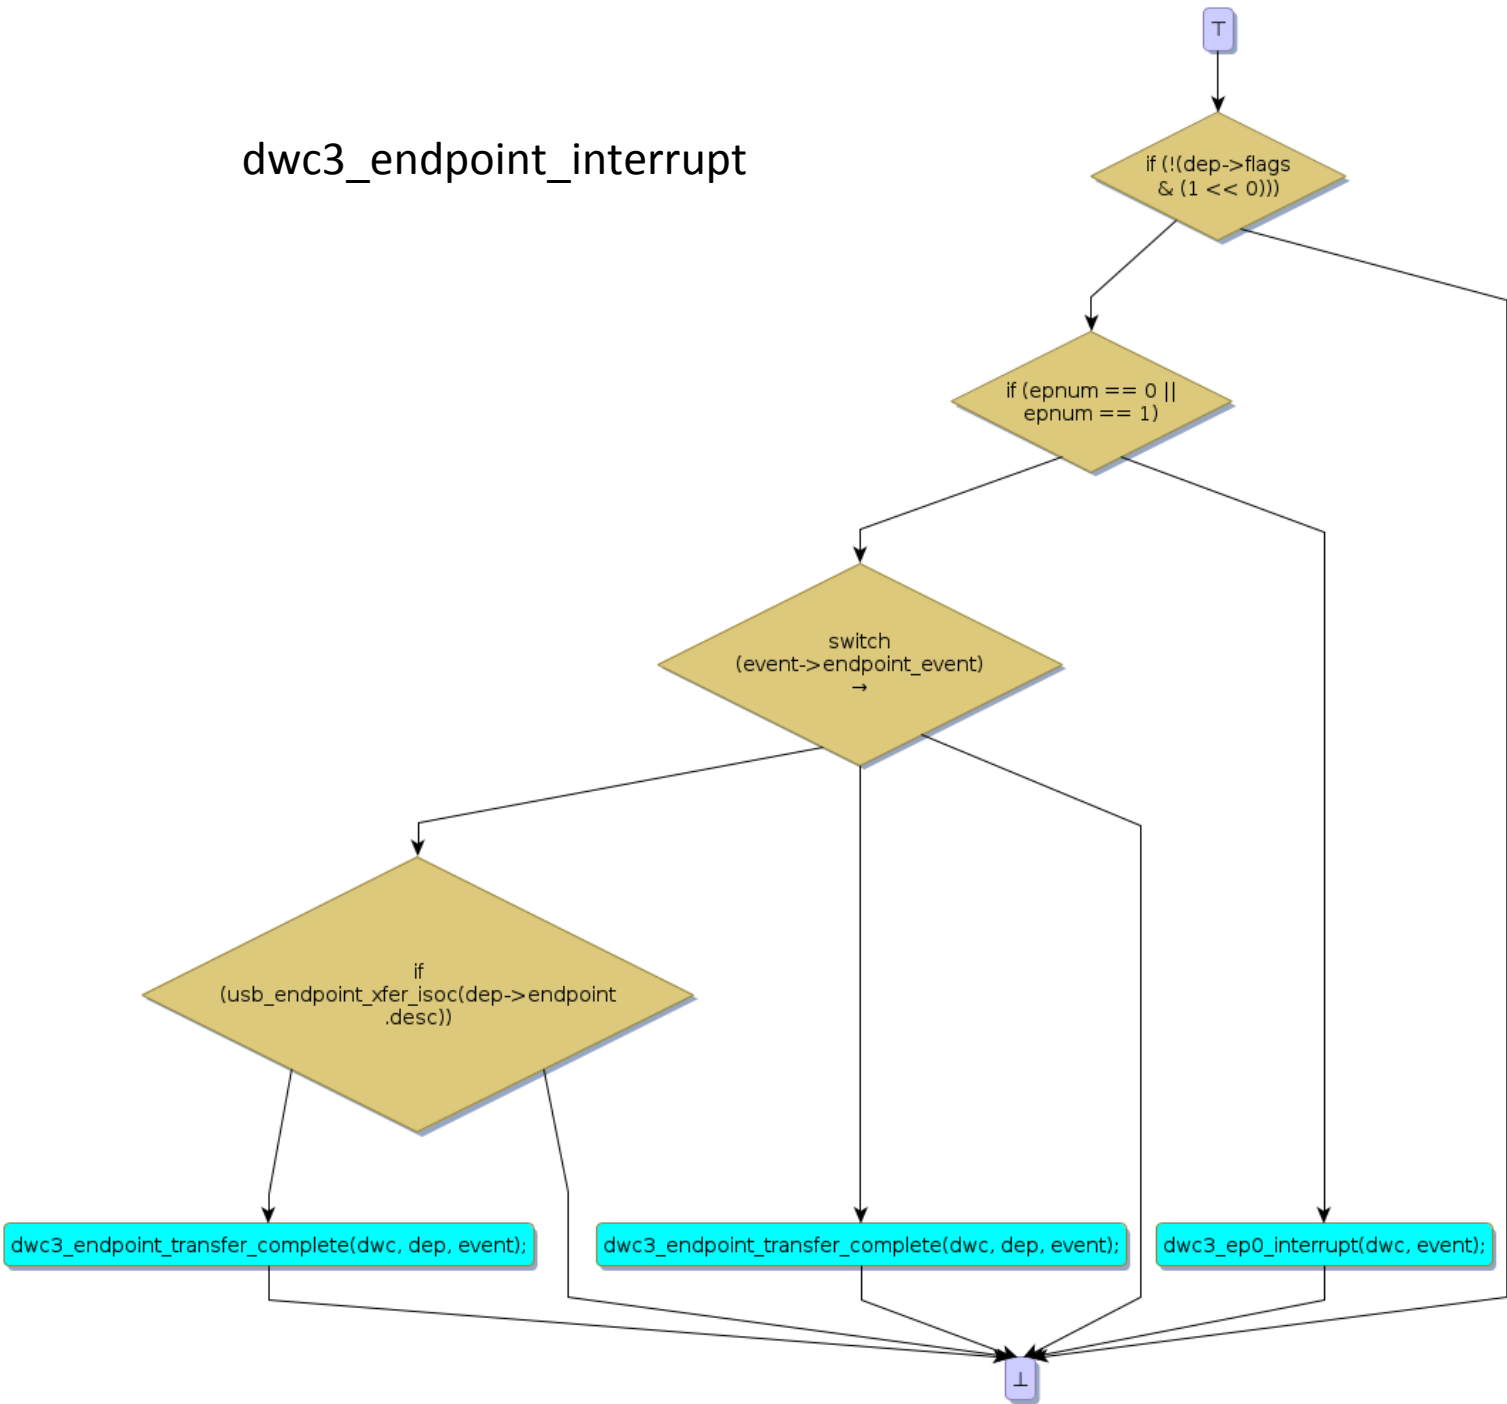 ⊤
dwc3_endpoint_interrupt
if (!(dep->flags
& (1 << 0)))
if (epnum == 0 ||
epnum == 1)
switch
(event->endpoint_event)
→
if
(usb_endpoint_xfer_isoc(dep->endpoint
.desc))
dwc3_endpoint_transfer_complete(dwc, dep, event);
dwc3_endpoint_transfer_complete(dwc, dep, event);
dwc3_ep0_interrupt(dwc, event);
⊥